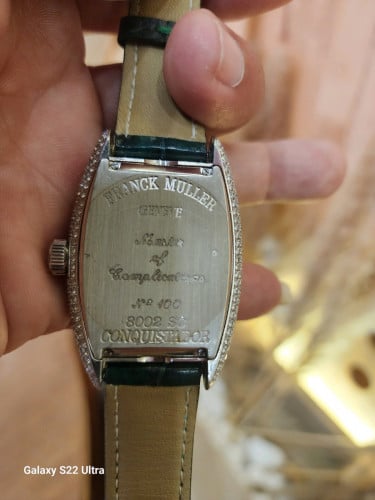 FRANCK MULLER
GENEVE
Master
of
Complications
Nº 100
8002 SC
CONQUISTADOR
Galaxy S22 Ultra